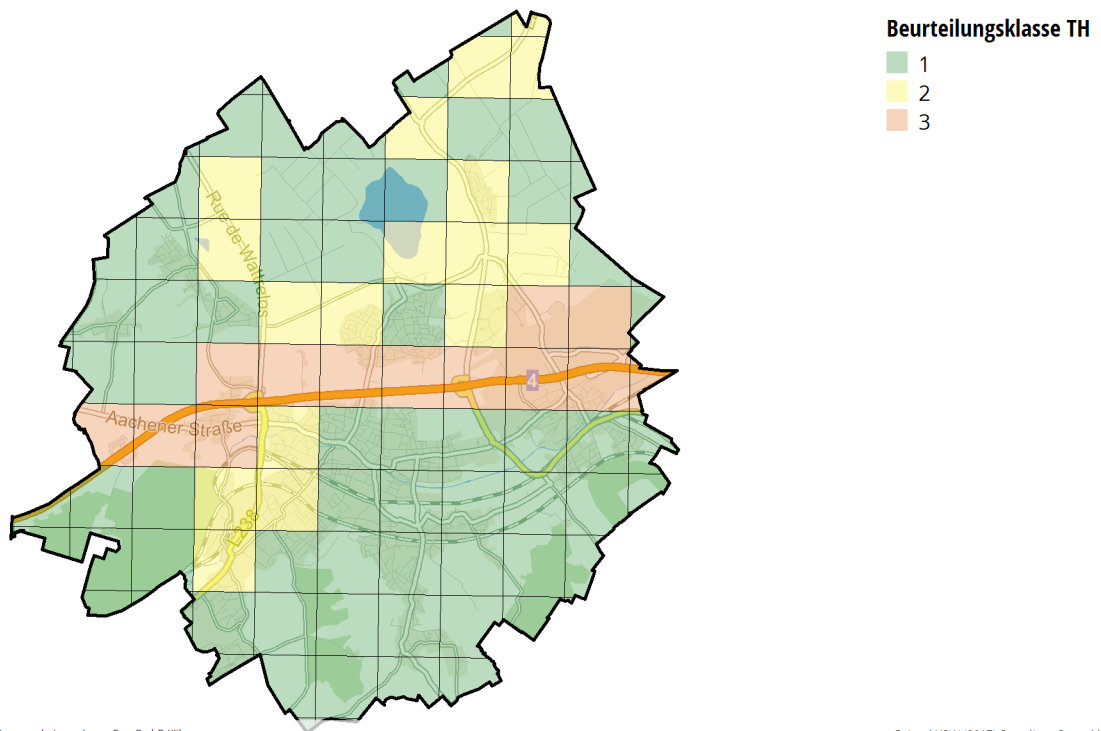 Beurteilungsklasse TH
1
2
3
Rue-de-Wattrelos
4
Aachener Straße
L238